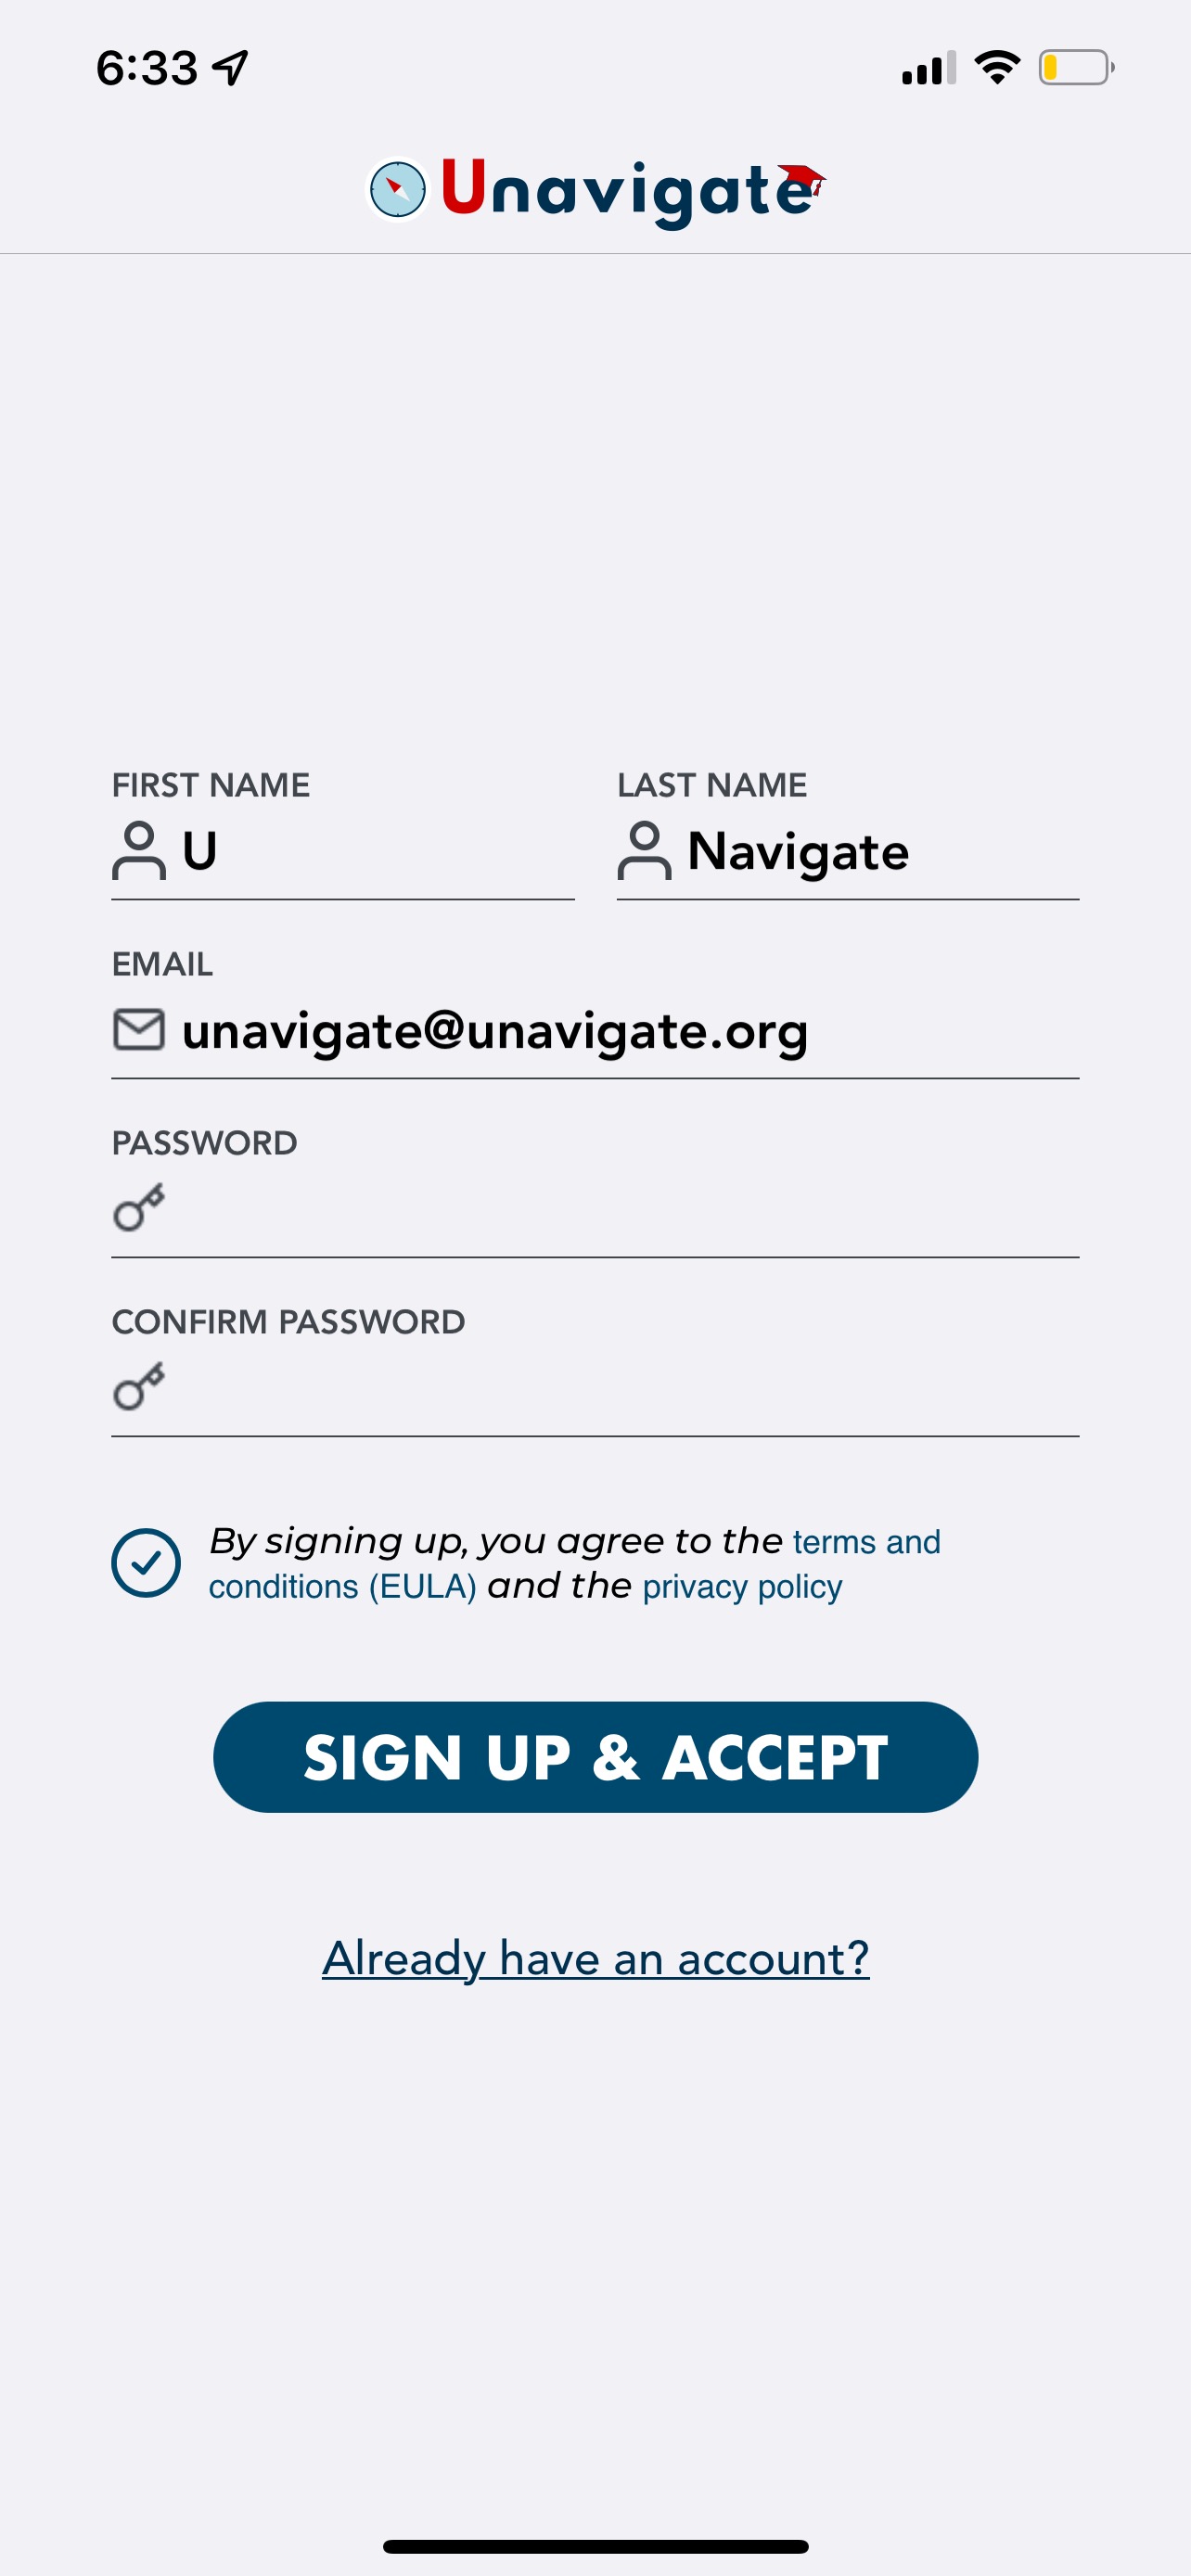 6:33
Unavigate
FIRST NAME
LAST NAME
U
Navigate
EMAIL
unavigate@unavigate.org
PASSWORD
CONFIRM PASSWORD
By signing up, you agree to the terms and
conditions (EULA) and the privacy policy
SIGN UP & ACCEPT
Already have an account?